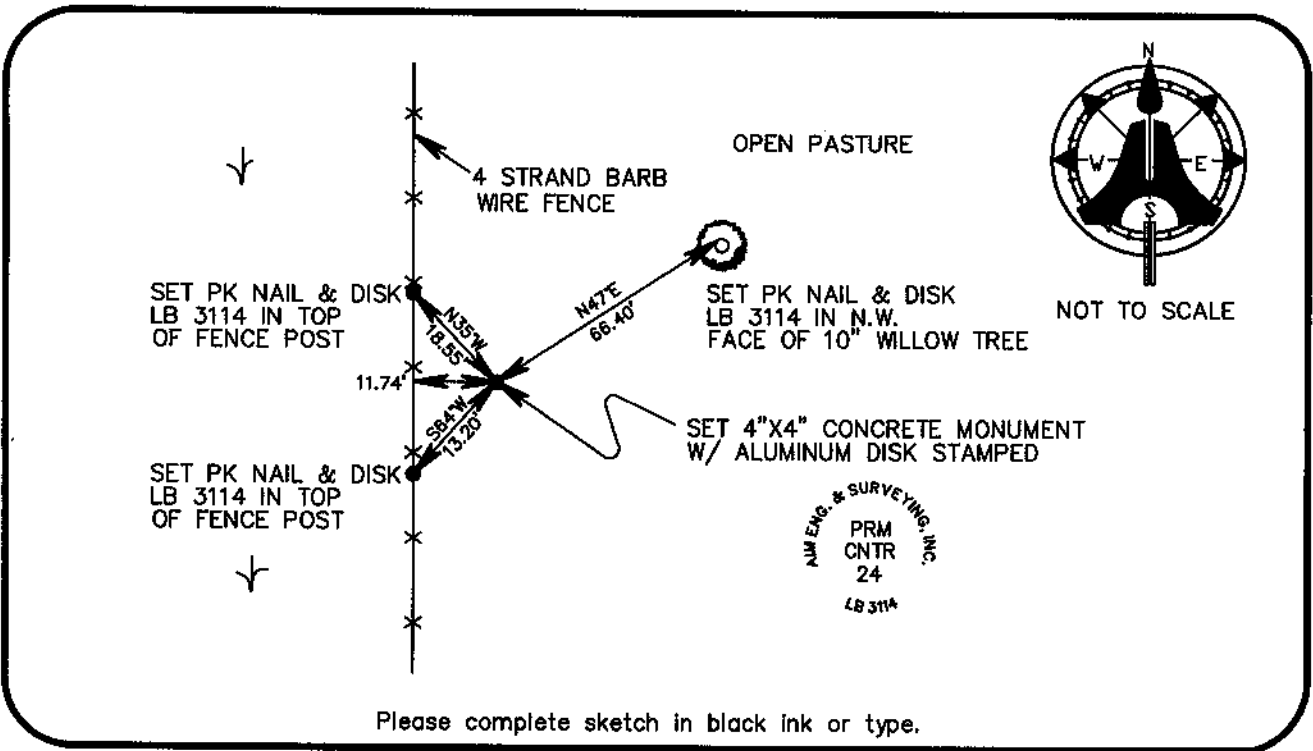 N
W
E
S
NOT TO SCALE
OPEN PASTURE
4 STRAND BARB
WIRE FENCE
SET PK NAIL & DISK
LB 3114 IN TOP
OF FENCE POST
N35°W
18.55'
N47°E
66.40'
SET PK NAIL & DISK
LB 3114 IN N.W.
FACE OF 10" WILLOW TREE
11.74'
S64°W
13.20'
SET 4"X4" CONCRETE MONUMENT
W/ ALUMINUM DISK STAMPED
SET PK NAIL & DISK
LB 3114 IN TOP
OF FENCE POST
AIM ENG. & SURVEYING, INC.
PRM
CNTR
24
LB 3114
Please complete sketch in black ink or type.